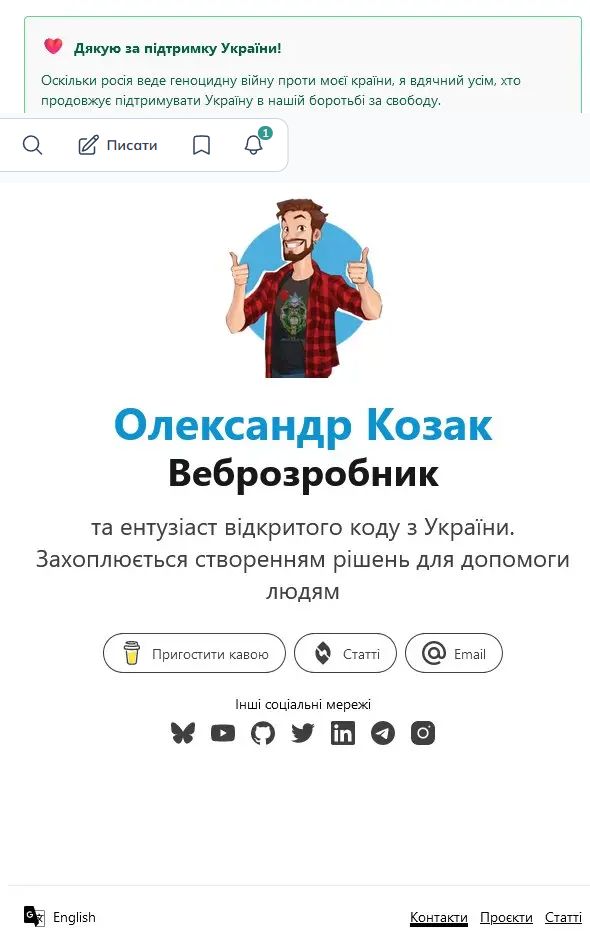 Дякую за підтримку України!
Оскільки росія веде геноцидну війну проти моєї країни, я вдячний усім, хто
продовжує підтримувати Україну в нашій боротьбі за свободу.
Писати
1
Олександр Козак
Веброзробник
та ентузіаст відкритого коду з України.
Захоплюється створенням рішень для допомоги
людям
Пригостити кавою
Статті
Email
Інші соціальні мережі
English
Контакти
Проєкти
Статті